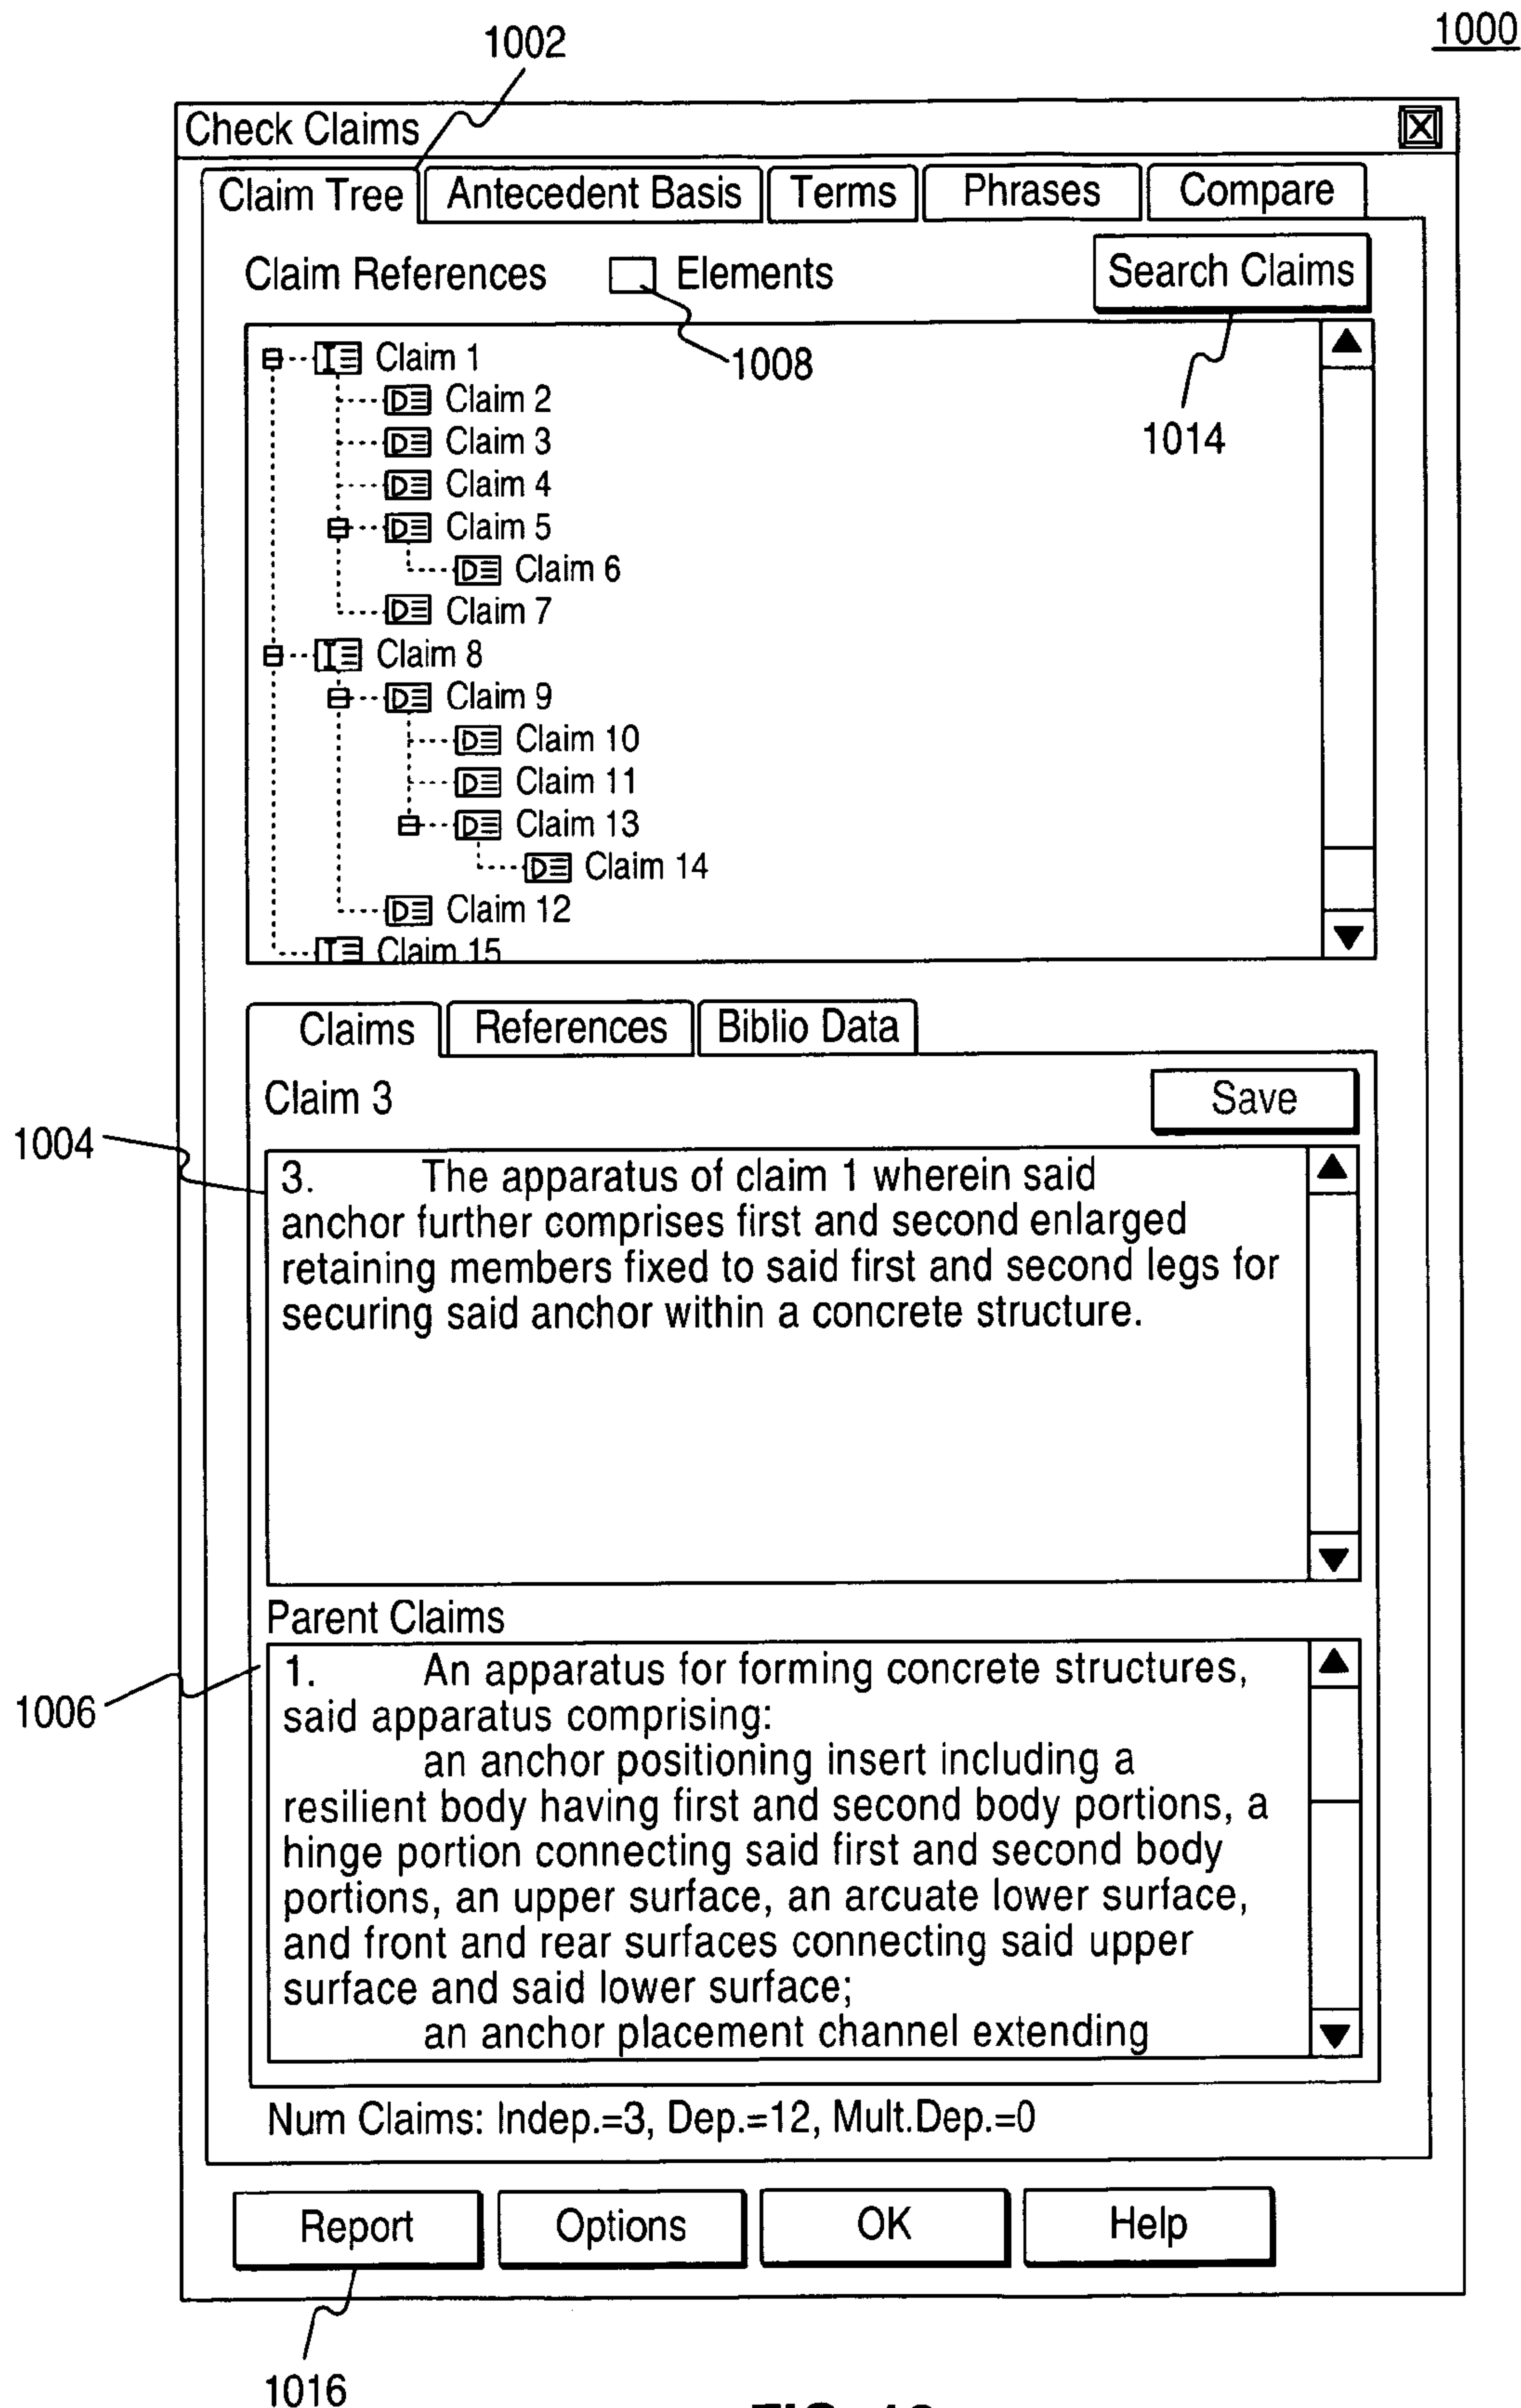 1000
1002
Check Claims
Claim Tree Antecedent Basis Terms Phrases Compare
Claim References Elements Search Claims
1008
1014
Claim 1
Claim 2
Claim 3
Claim 4
Claim 5
Claim 6
Claim 7
Claim 8
Claim 9
Claim 10
Claim 11
Claim 13
Claim 14
Claim 12
Claim 15
Claims References Biblio Data
Claim 3 Save
1004
3. The apparatus of claim 1 wherein said
anchor further comprises first and second enlarged
retaining members fixed to said first and second legs for
securing said anchor within a concrete structure.
Parent Claims
1006
1. An apparatus for forming concrete structures,
said apparatus comprising:
an anchor positioning insert including a
resilient body having first and second body portions, a
hinge portion connecting said first and second body
portions, an upper surface, an arcuate lower surface,
and front and rear surfaces connecting said upper
surface and said lower surface;
an anchor placement channel extending
Num Claims: Indep.=3, Dep.=12, Mult.Dep.=0
Report Options OK Help
1016